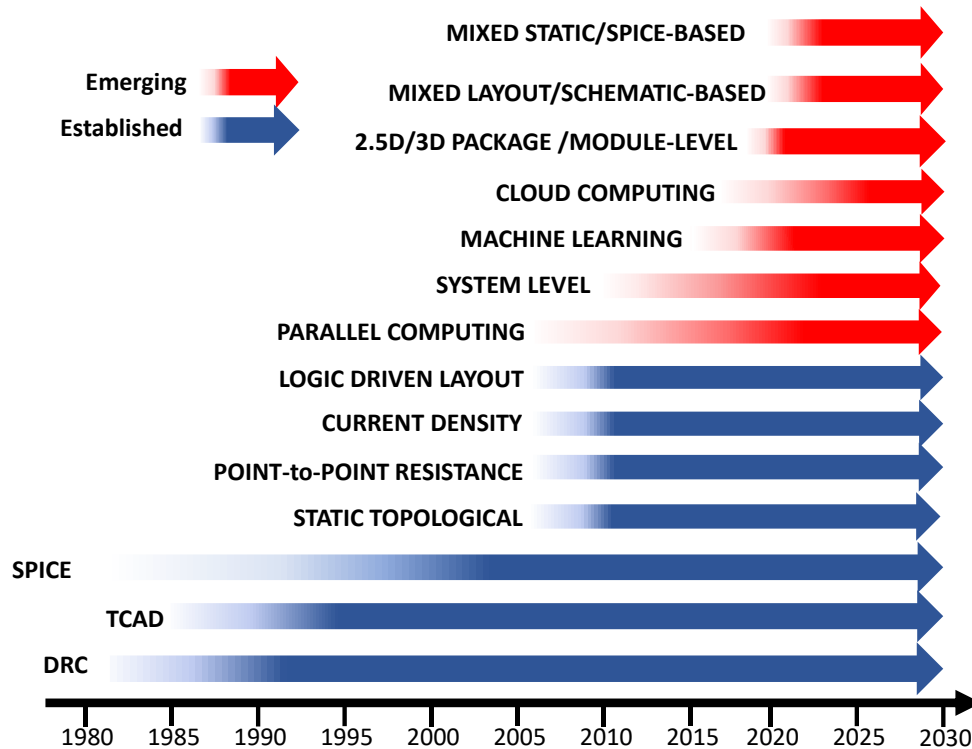 MIXED STATIC/SPICE-BASED
Emerging
MIXED LAYOUT/SCHEMATIC-BASED
Established
2.5D/3D PACKAGE /MODULE-LEVEL
CLOUD COMPUTING
MACHINE LEARNING
SYSTEM LEVEL
PARALLEL COMPUTING
LOGIC DRIVEN LAYOUT
CURRENT DENSITY
POINT-to-POINT RESISTANCE
STATIC TOPOLOGICAL
SPICE
TCAD
DRC
1980 1985 1990 1995 2000 2005 2010 2015 2020 2025 2030